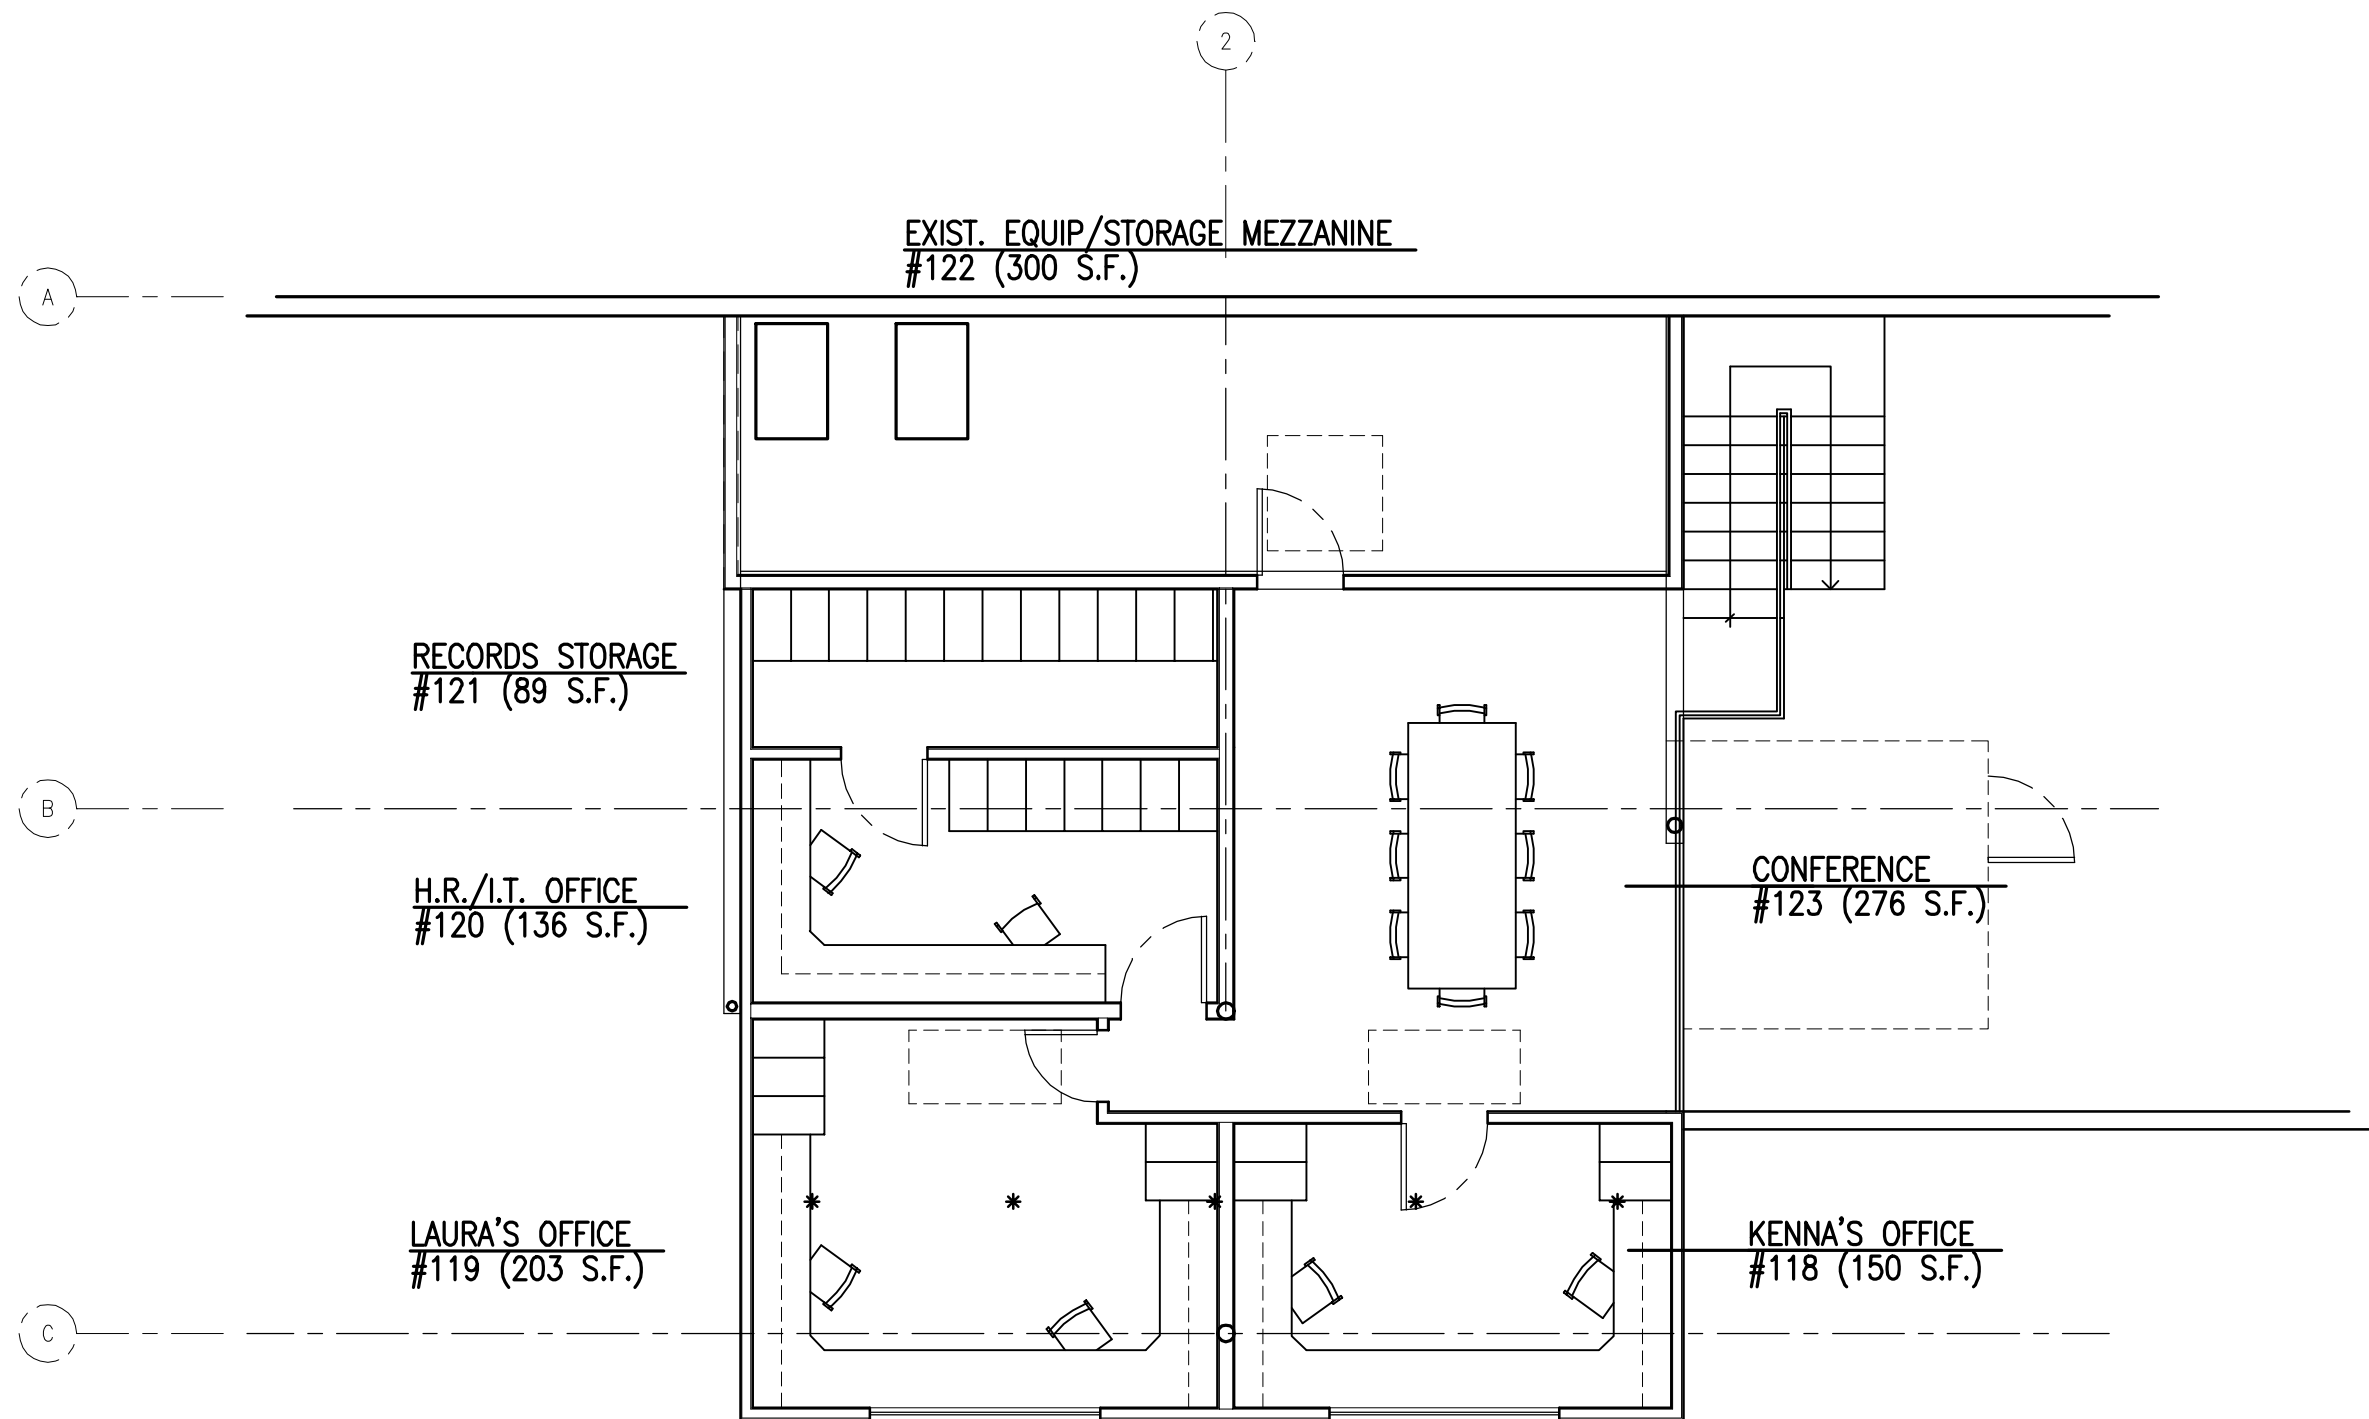 2
EXIST. EQUIP/STORAGE MEZZANINE
#122 (300 S.F.)
A
RECORDS STORAGE
#121 (89 S.F.)
B
CONFERENCE
#123 (276 S.F.)
H.R./I.T. OFFICE
#120 (136 S.F.)
LAURA'S OFFICE
#119 (203 S.F.)
KENNA'S OFFICE
#118 (150 S.F.)
C